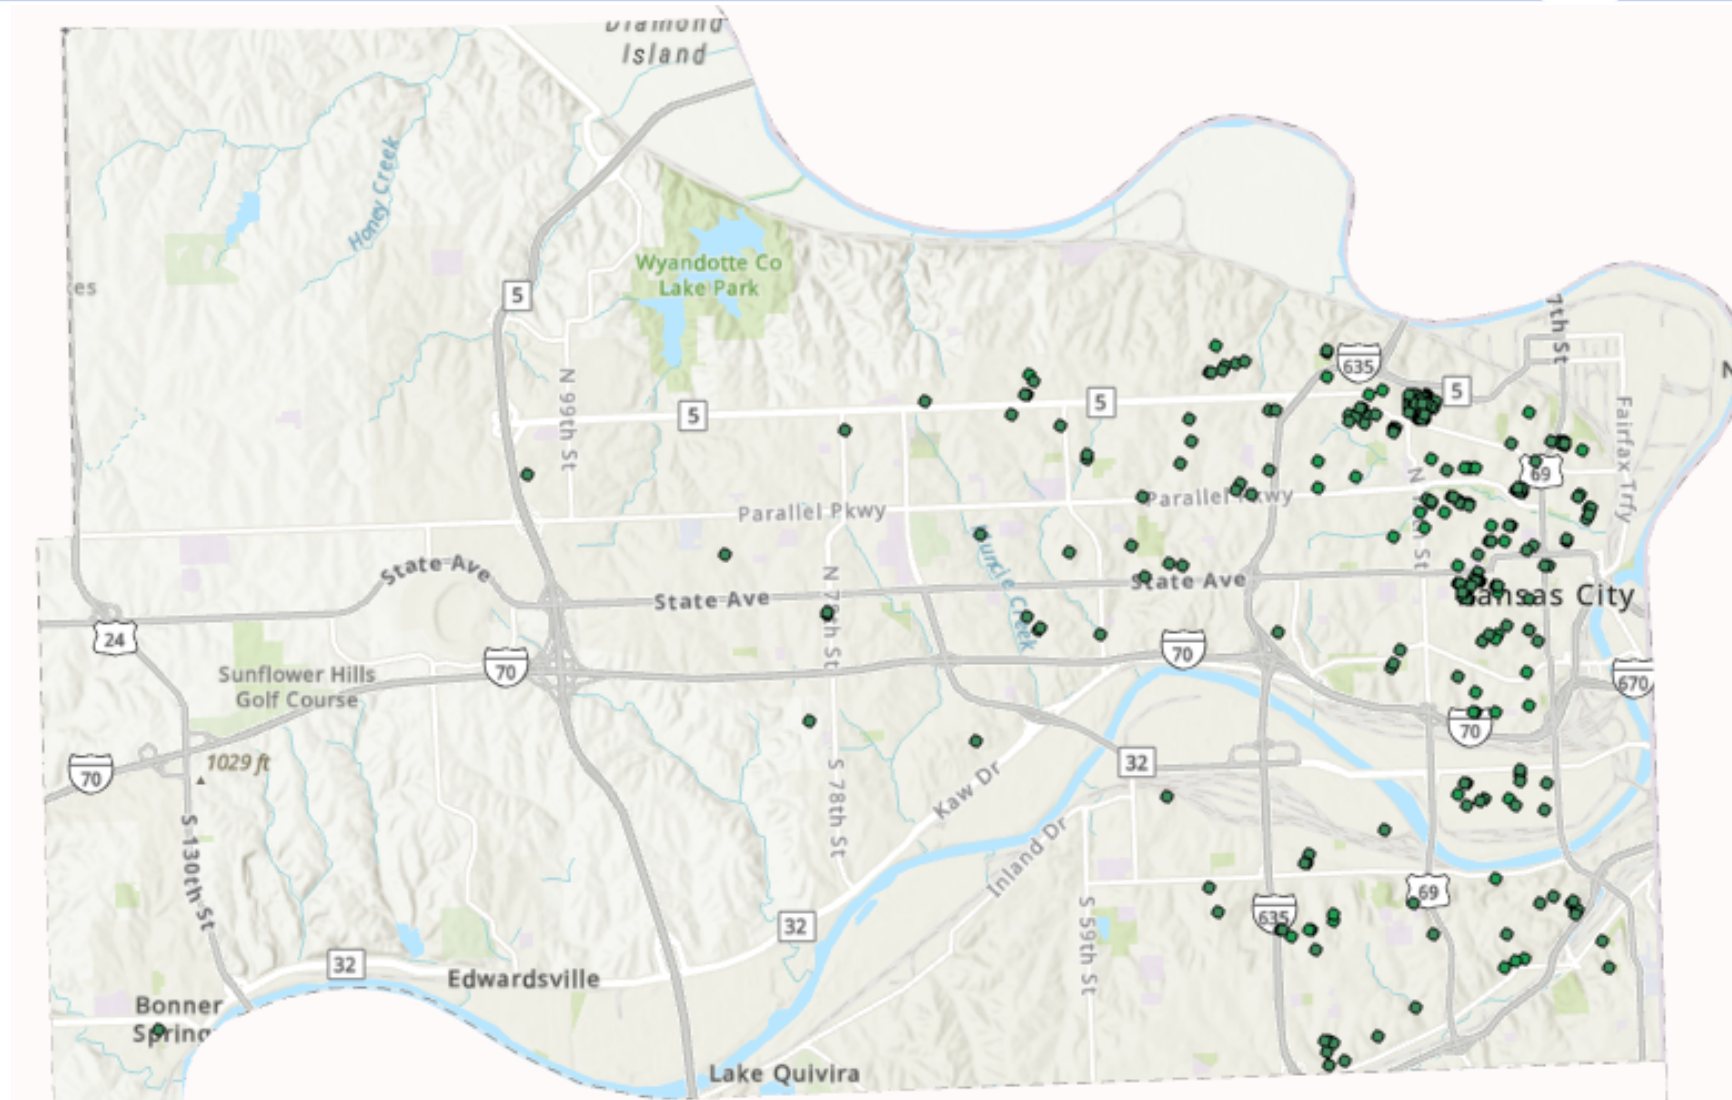 Diamond
Island
Honey Creek
es
Wyandotte Co
Lake Park
5
N 99th St
5
5
635
5
7th St
N
Fairfax Trfy
69
Parallel Pkwy
Parallel Pkwy
State Ave
State Ave
State Ave
Kansas City
24
Sunflower Hills
Golf Course
70
70
670
70
70
1029 ft
S 130th St
S 78th St
Kaw Dr
32
Inland Dr
32
32
S 59th St
635
69
Edwardsville
Bonner
Lake Quivira